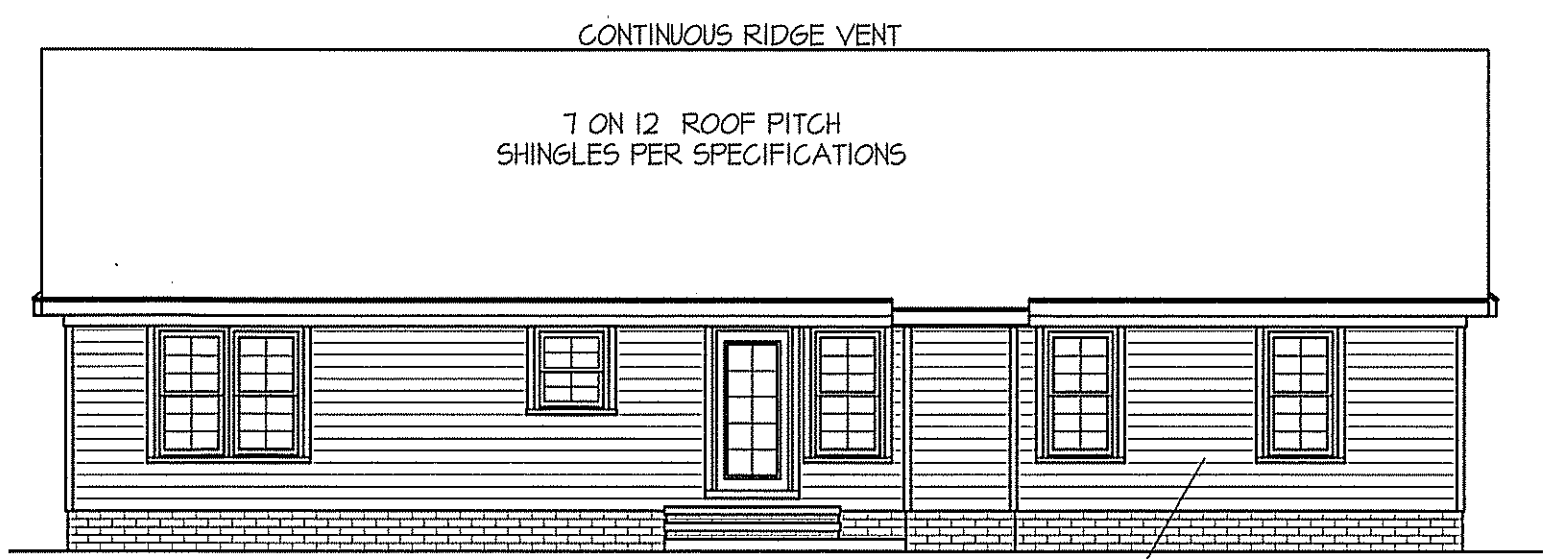 CONTINUOUS RIDGE VENT
7 ON 12 ROOF PITCH
SHINGLES PER SPECIFICATIONS